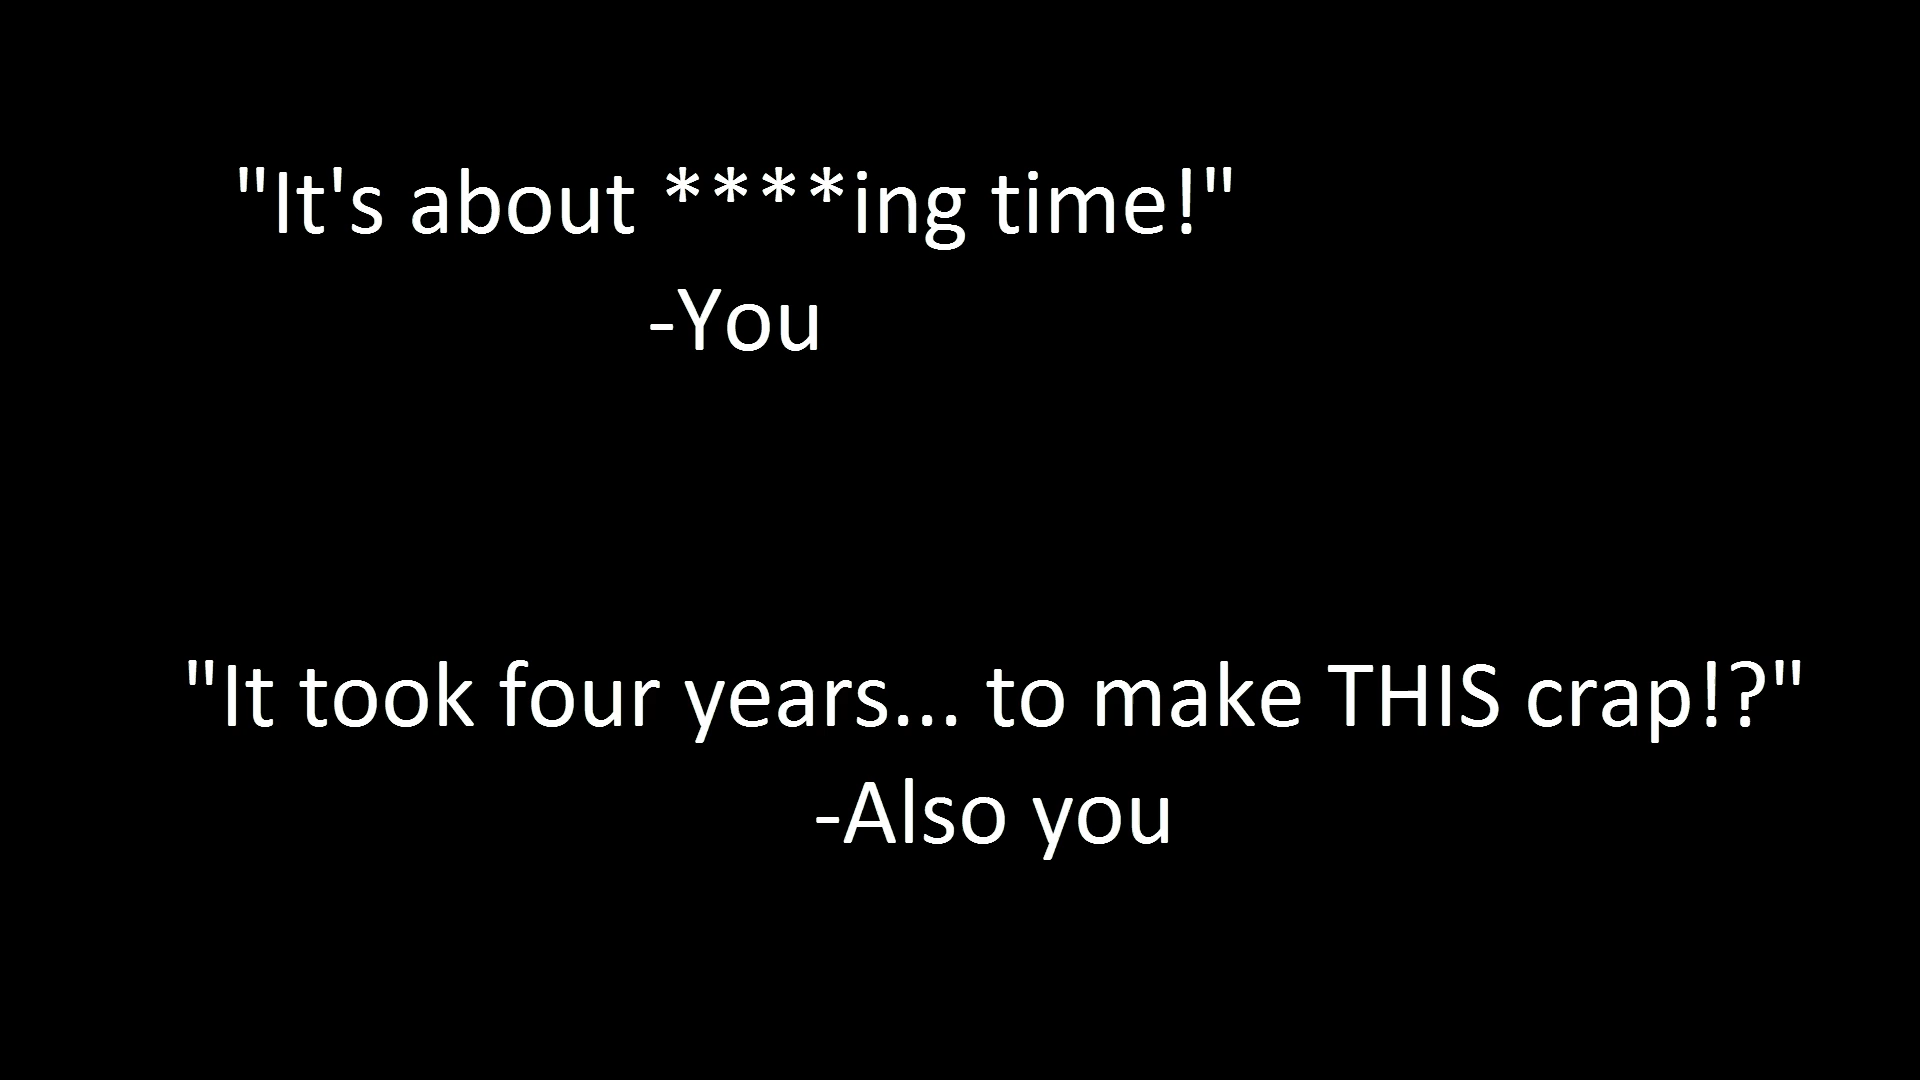 "It's about ****ing time!"
-You
"It took four years... to make THIS crap!?"
-Also you